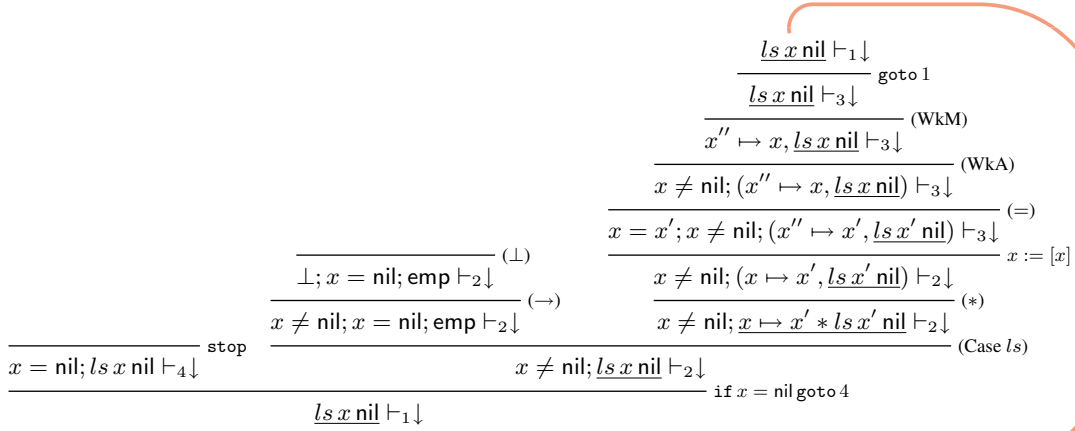 ls x nil ⊢₁↓
goto 1
ls x nil ⊢₃↓
(WkM)
x″ ↦ x, ls x nil ⊢₃↓
(WkA)
x ≠ nil; (x″ ↦ x, ls x nil) ⊢₃↓
(=)
x = x′; x ≠ nil; (x″ ↦ x′, ls x′ nil) ⊢₃↓
(⊥) x := [x]
⊥; x = nil; emp ⊢₂↓ x ≠ nil; (x ↦ x′, ls x′ nil) ⊢₂↓
(→) (∗)
x ≠ nil; x = nil; emp ⊢₂↓ x ≠ nil; x ↦ x′ ∗ ls x′ nil ⊢₂↓
stop (Case ls)
x = nil; ls x nil ⊢₄↓ x ≠ nil; ls x nil ⊢₂↓
if x = nil goto 4
ls x nil ⊢₁↓